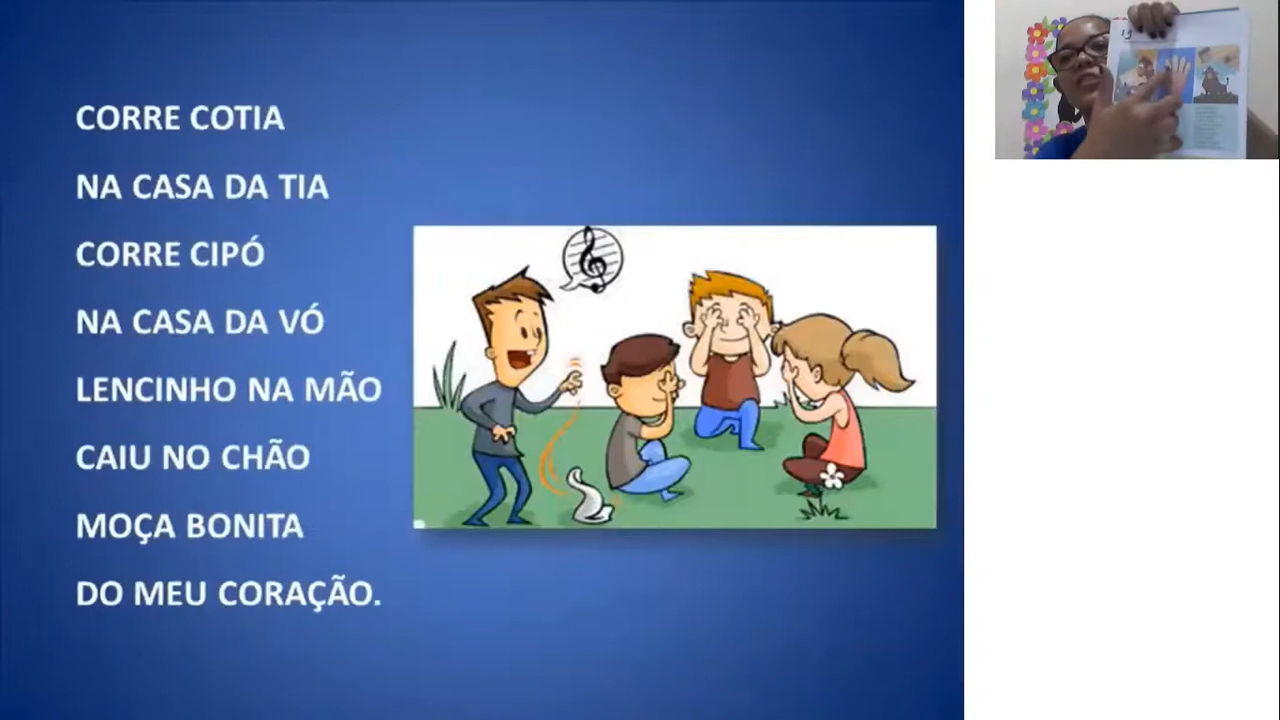 CORRE COTIA
NA CASA DA TIA
CORRE CIPÓ
NA CASA DA VÓ
LENCINHO NA MÃO
CAIU NO CHÃO
MOÇA BONITA
DO MEU CORAÇÃO.